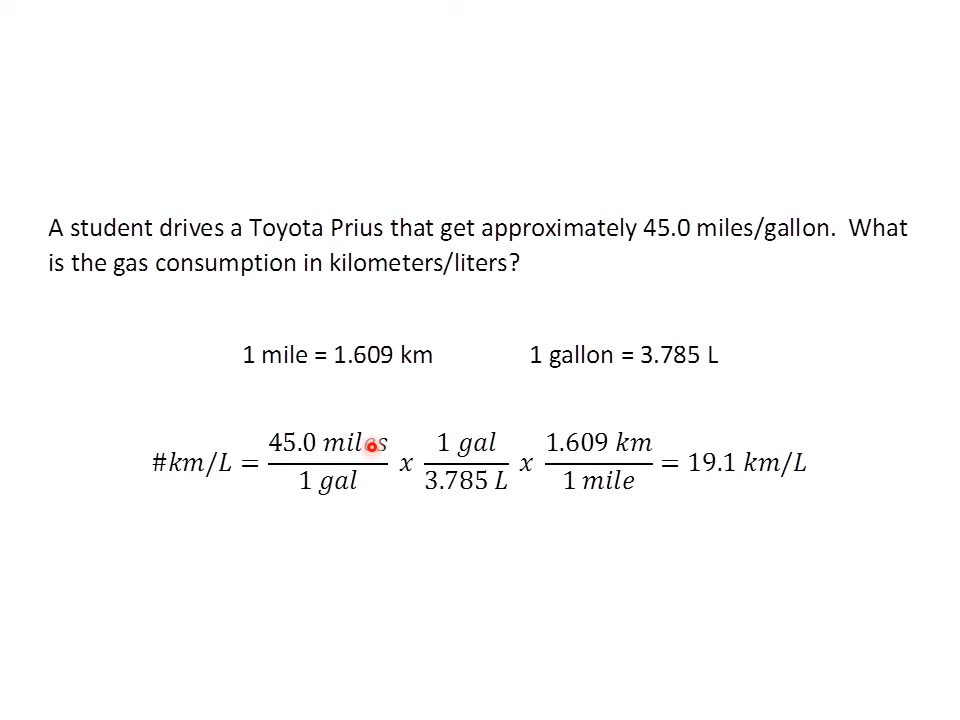 A student drives a Toyota Prius that get approximately 45.0 miles/gallon. What
is the gas consumption in kilometers/liters?
1 mile = 1.609 km 1 gallon = 3.785 L
#km/L = 45.0 miles/1 gal x 1 gal/3.785 L x 1.609 km/1 mile = 19.1 km/L